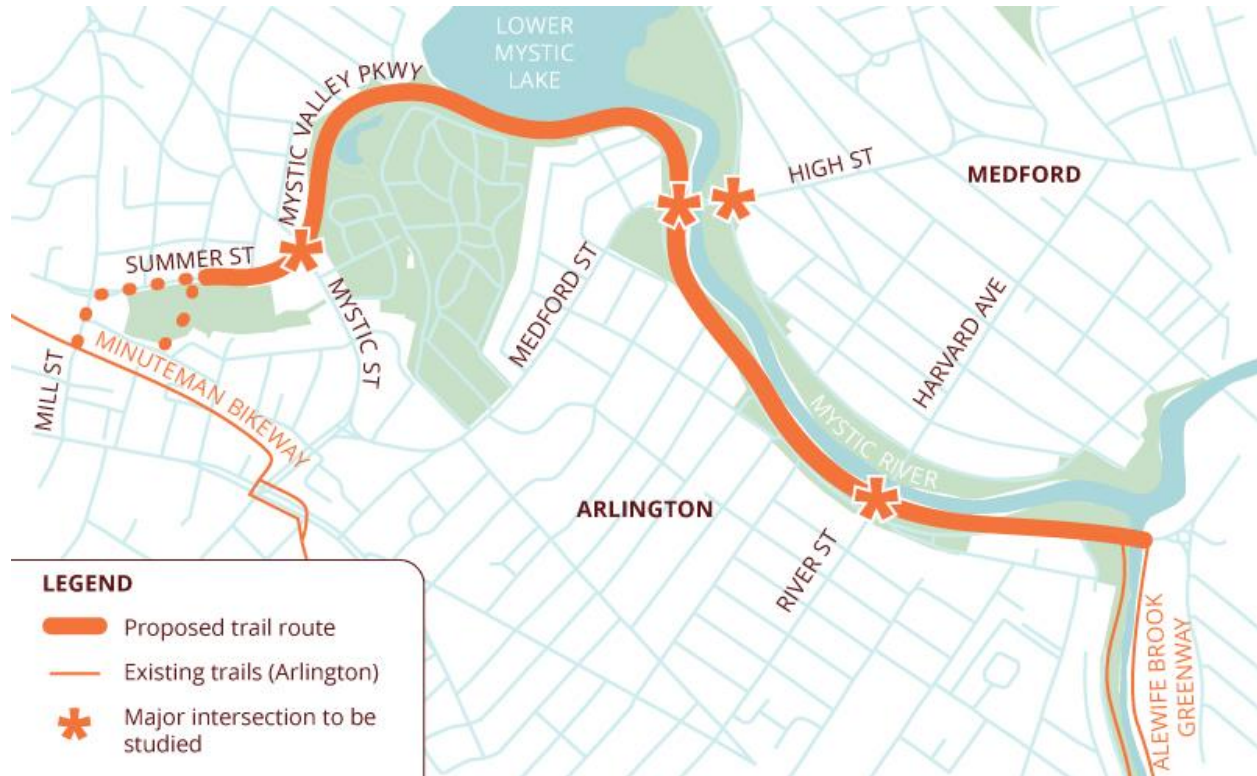 LOWER
MYSTIC
LAKE
MYSTIC VALLEY PKWY
HIGH ST
MEDFORD
SUMMER ST
MYSTIC ST
MEDFORD ST
HARVARD AVE
MILL ST
MINUTEMAN BIKEWAY
MYSTIC RIVER
ARLINGTON
RIVER ST
ALEWIFE BROOK
GREENWAY
LEGEND
Proposed trail route
Existing trails (Arlington)
Major intersection to be
studied